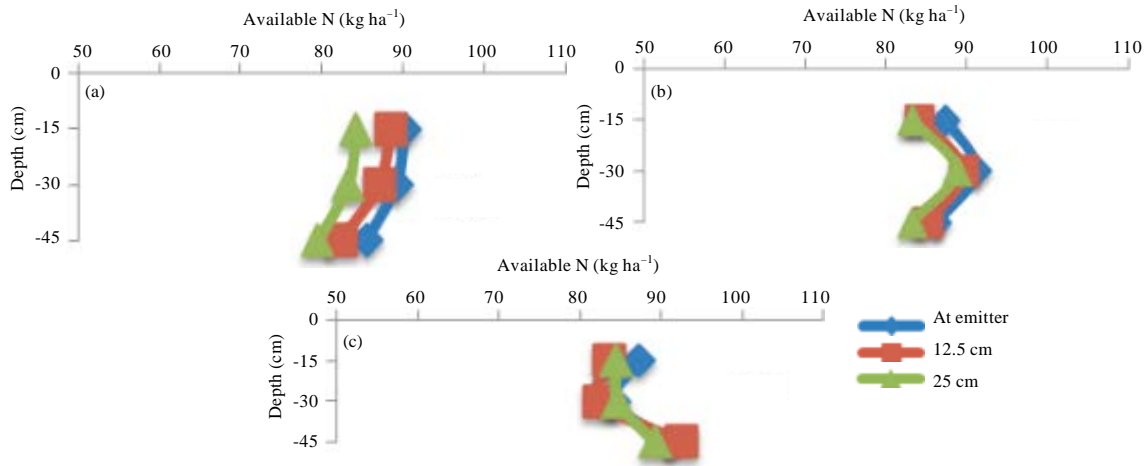 Available N (kg ha⁻¹)
50 60 70 80 90 100 110
0
(a)
-15
-30
-45
Depth (cm)
Available N (kg ha⁻¹)
50 60 70 80 90 100 110
0
(b)
-15
-30
-45
Depth (cm)
Available N (kg ha⁻¹)
50 60 70 80 90 100 110
0
(c)
-15
-30
-45
Depth (cm)
At emitter
12.5 cm
25 cm